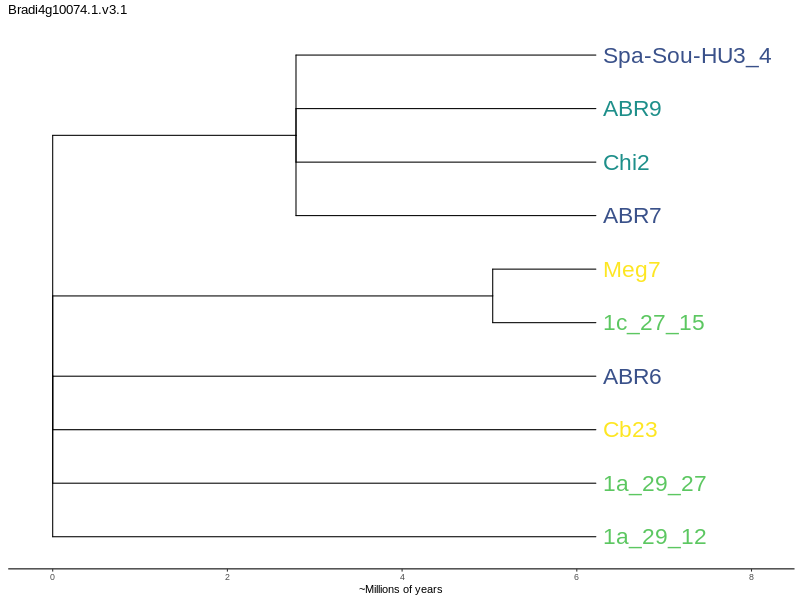 Bradi4g10074.1.v3.1
Spa-Sou-HU3_4
ABR9
Chi2
ABR7
Meg7
1c_27_15
ABR6
Cb23
1a_29_27
1a_29_12
0 2 4 6 8
~Millions of years